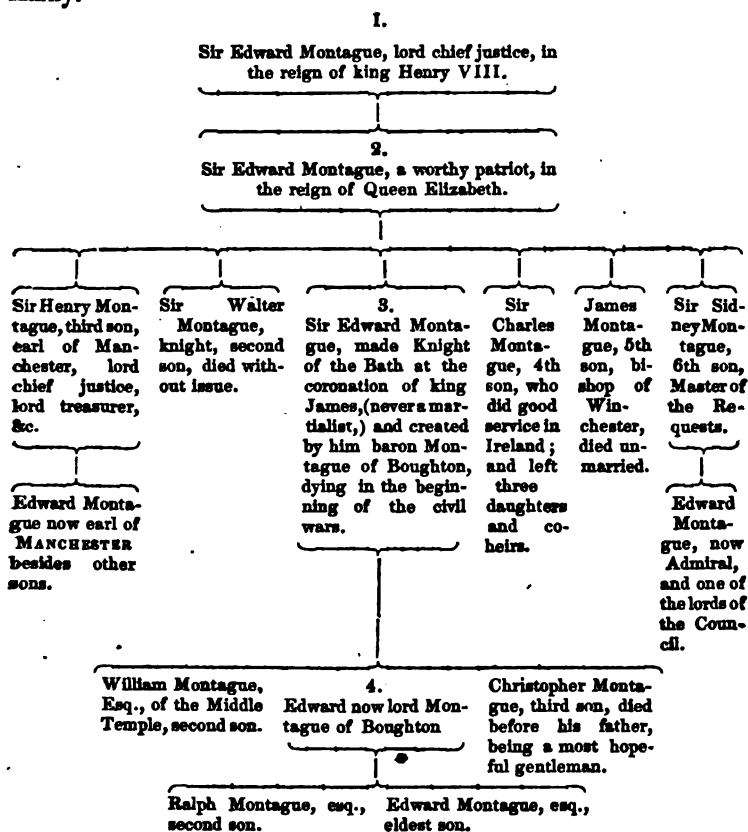 1.
Sir Edward Montague, lord chief justice, in
the reign of king Henry VIII.
2.
Sir Edward Montague, a worthy patriot, in
the reign of Queen Elizabeth.
Sir Henry Mon-
tague, third son,
earl of Man-
chester, lord
chief justice,
lord treasurer,
&c.
Edward Monta-
gue now earl of
MANCHESTER
besides other
sons.
Sir Walter
Montague,
knight, second
son, died with-
out issue.
3.
Sir Edward Monta-
gue, made Knight
of the Bath at the
coronation of king
James, (never a mar-
tialist,) and created
by him baron Mon-
tague of Boughton,
dying in the begin-
ning of the civil
wars.
Sir
Charles
Monta-
gue, 4th
son, who
did good
service in
Ireland;
and left
three
daughters
and co-
heirs.
James
Monta-
gue, 5th
son, bi-
shop of
Win-
chester,
died un-
married.
Sir Sid-
ney Mon-
tague,
6th son,
Master of
the Re-
quests.
Edward
Monta-
gue, now
Admiral,
and one of
the lords of
the Coun-
cil.
William Montague,
Esq., of the Middle
Temple, second son.
4.
Edward now lord Mon-
tague of Boughton
Christopher Monta-
gue, third son, died
before his father,
being a most hope-
ful gentleman.
Ralph Montague, esq.,
second son.
Edward Montague, esq.,
eldest son.